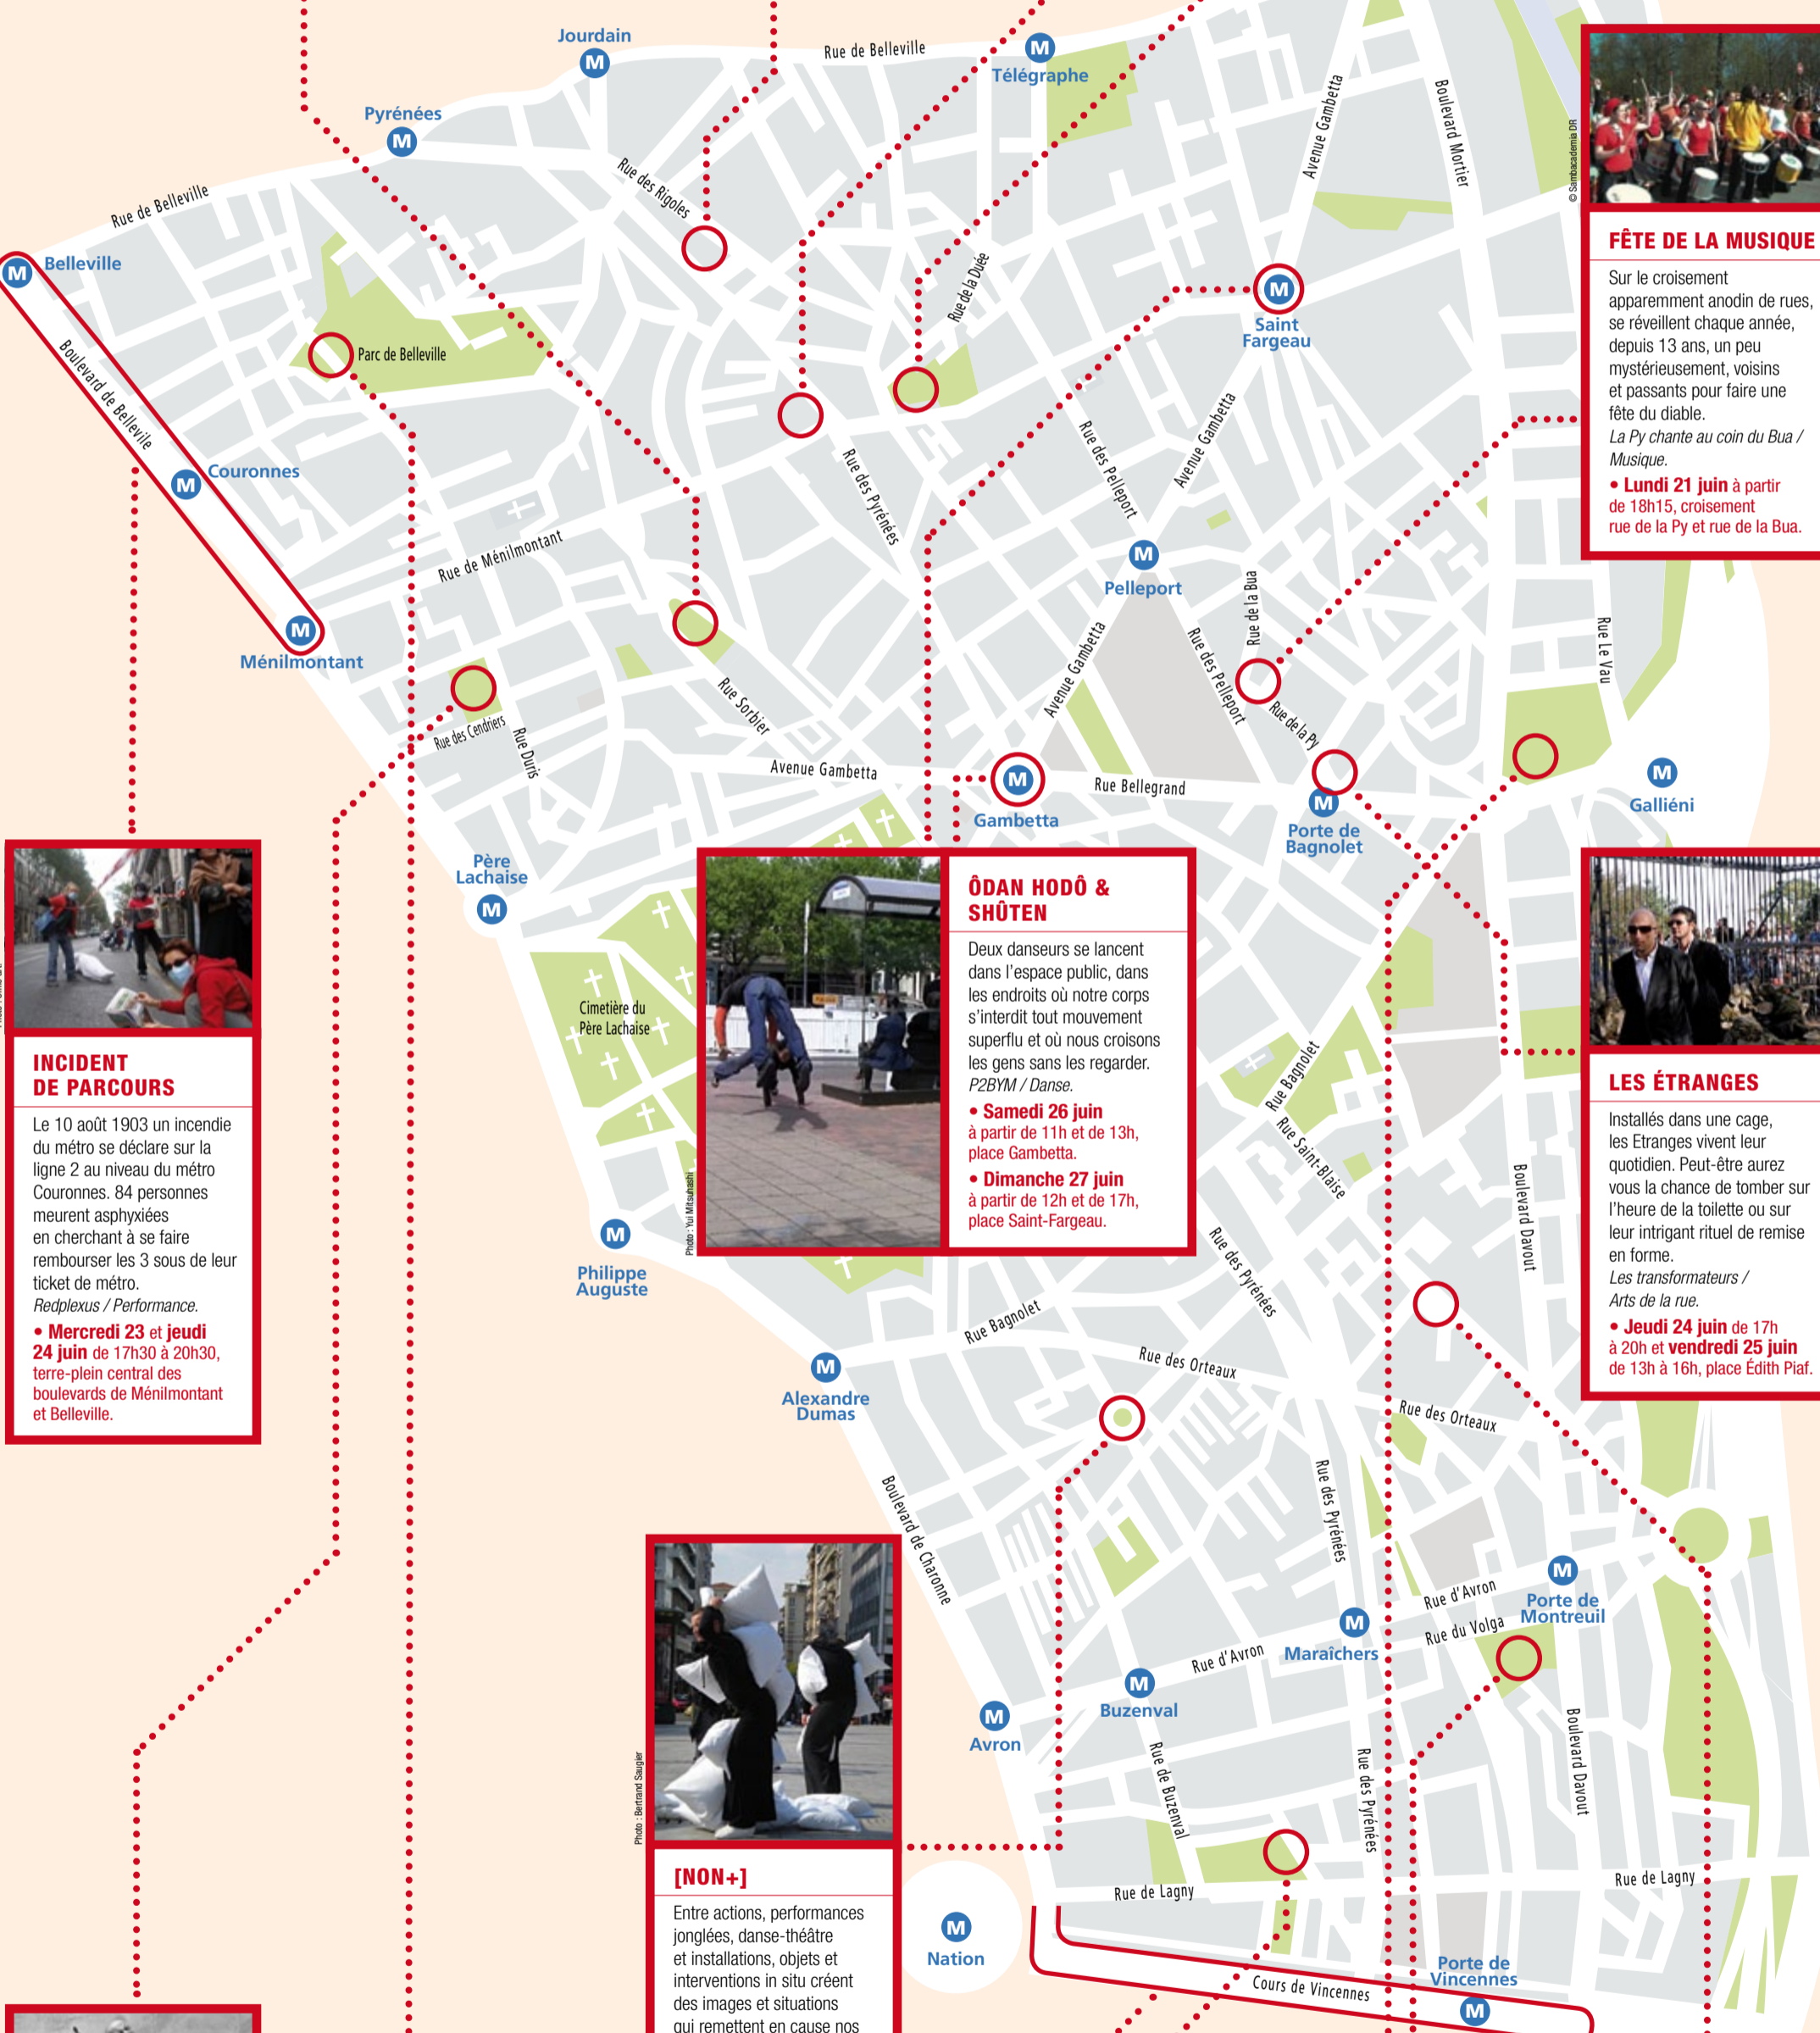 Jourdain
Rue de Belleville
Télégraphe
Pyrénées
Rue des Rigoles
Avenue Gambetta
Boulevard Mortier
© Sambacademia DR
Rue de Belleville
Belleville
Parc de Belleville
Boulevard de Bellevile
Couronnes
Rue de la Duée
Saint
Fargeau
FÊTE DE LA MUSIQUE
Sur le croisement
apparemment anodin de rues,
se réveillent chaque année,
depuis 13 ans, un peu
mystérieusement, voisins
et passants pour faire une
fête du diable.
La Py chante au coin du Bua /
Musique.
• Lundi 21 juin à partir
de 18h15, croisement
rue de la Py et rue de la Bua.
Rue des Pyrénées
Rue des Pelleport
Avenue Gambetta
Rue de Ménilmontant
Pelleport
Rue de la Bua
Rue Le Vau
Ménilmontant
Avenue Gambetta
Rue des Pelleport
Rue Sorbier
Rue de la Py
Rue des Cendriers
Rue Duris
Avenue Gambetta
Gambetta
Rue Bellegrand
Porte de
Bagnolet
Galliéni
Père
Lachaise
Cimetière du
Père Lachaise
INCIDENT
DE PARCOURS
Le 10 août 1903 un incendie
du métro se déclare sur la
ligne 2 au niveau du métro
Couronnes. 84 personnes
meurent asphyxiées
en cherchant à se faire
rembourser les 3 sous de leur
ticket de métro.
Redplexus / Performance.
• Mercredi 23 et jeudi
24 juin de 17h30 à 20h30,
terre-plein central des
boulevards de Ménilmontant
et Belleville.
ÔDAN HODÔ &
SHÛTEN
Deux danseurs se lancent
dans l'espace public, dans
les endroits où notre corps
s'interdit tout mouvement
superflu et où nous croisons
les gens sans les regarder.
P2BYM / Danse.
• Samedi 26 juin
à partir de 11h et de 13h,
place Gambetta.
• Dimanche 27 juin
à partir de 12h et de 17h,
place Saint-Fargeau.
Photo : Yui Mitsuhashi
Rue Bagnolet
Rue Saint-Blaise
Boulevard Davout
LES ÉTRANGES
Installés dans une cage,
les Etranges vivent leur
quotidien. Peut-être aurez
vous la chance de tomber sur
l'heure de la toilette ou sur
leur intrigant rituel de remise
en forme.
Les transformateurs /
Arts de la rue.
• Jeudi 24 juin de 17h
à 20h et vendredi 25 juin
de 13h à 16h, place Édith Piaf.
Philippe
Auguste
Rue des Pyrénées
Rue Bagnolet
Rue des Orteaux
Alexandre
Dumas
Rue des Orteaux
Boulevard de Charonne
Rue des Pyrénées
Rue d'Avron
Porte de
Montreuil
Rue du Volga
Maraîchers
Rue d'Avron
Buzenval
Avron
Rue de Buzenval
Rue des Pyrénées
Boulevard Davout
Photo : Bertrand Saugier
[NON+]
Entre actions, performances
jonglées, danse-théâtre
et installations, objets et
interventions in situ créent
des images et situations
qui remettent en cause nos
Rue de Lagny
Rue de Lagny
Nation
Cours de Vincennes
Porte de
Vincennes